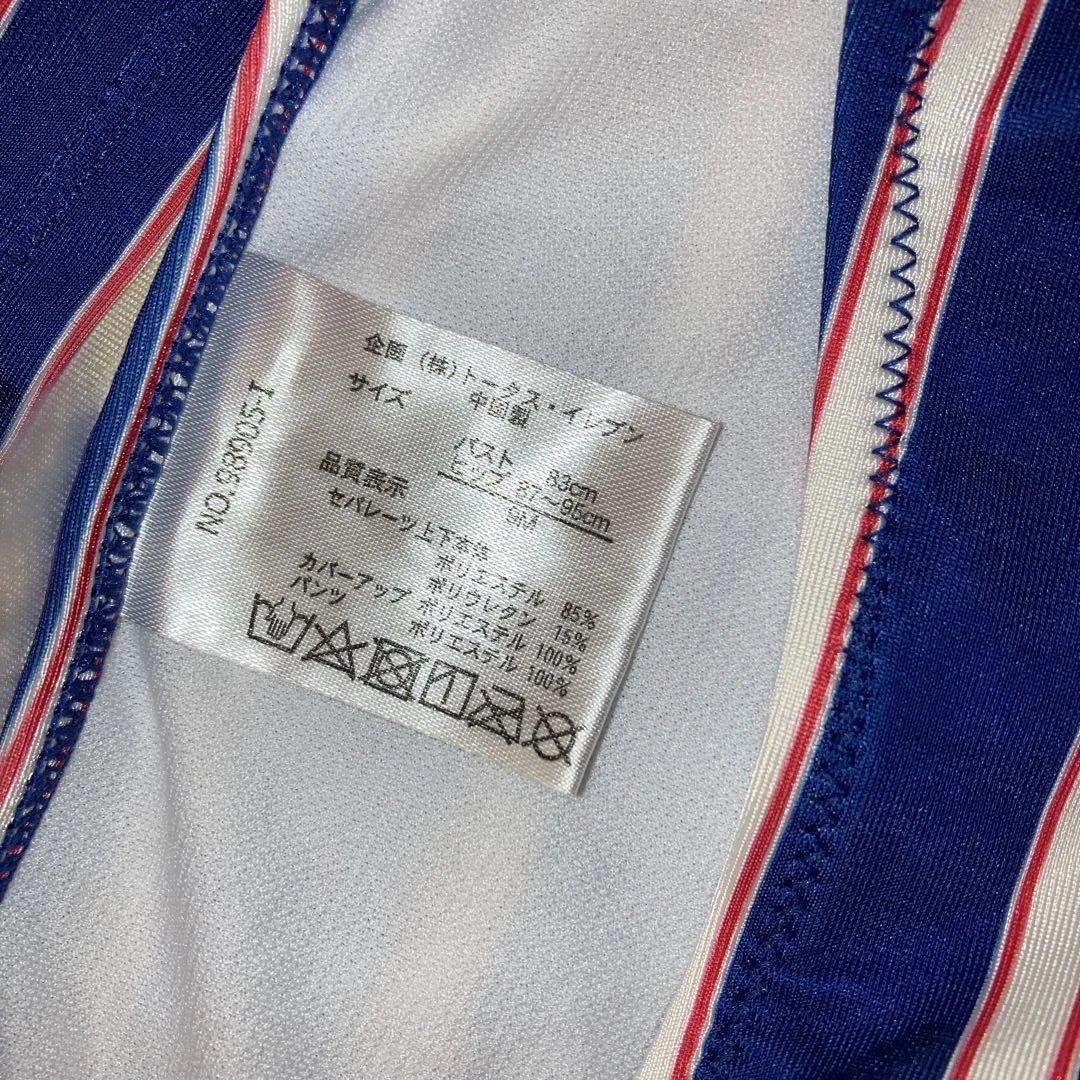 企画 (株)トータス・イレブン
中国製
サイズ
バスト 83cm
ヒップ 87〜95cm
9M
品質表示
セパレーツ上下本体
ポリエステル 85%
ポリウレタン 15%
カバーアップ ポリエステル 100%
パンツ ポリエステル 100%
NO.989905-I